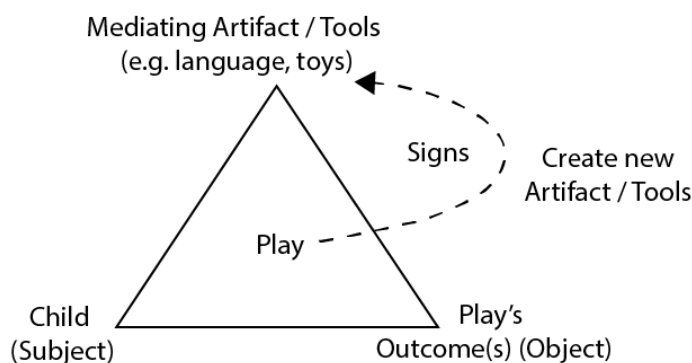 Mediating Artifact / Tools
(e.g. language, toys)
Signs
Create new
Artifact / Tools
Play
Child
(Subject)
Play's
Outcome(s) (Object)